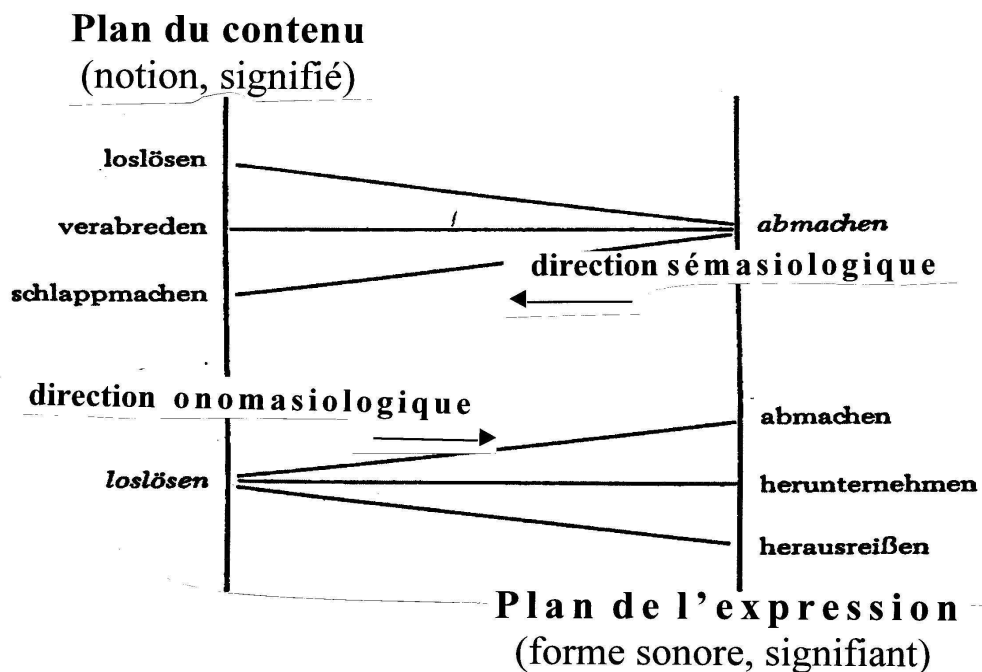 Plan du contenu
(notion, signifié)
loslösen
verabreden
abmachen
schlappmachen
direction sémasiologique
direction onomasiologique
abmachen
loslösen
herunternehmen
herausreißen
Plan de l'expression
(forme sonore, signifiant)